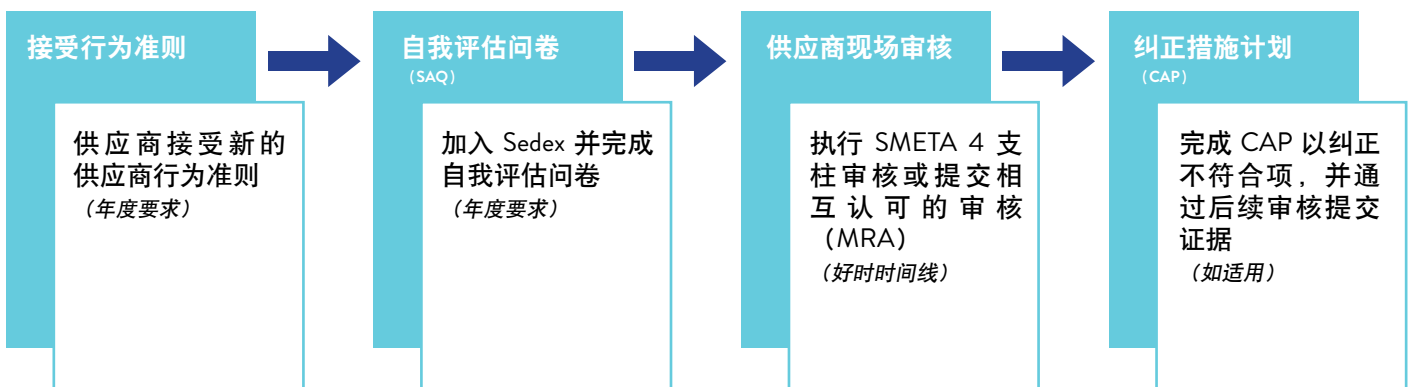 接受行为准则
供应商接受新的
供应商行为准则
（年度要求）
自我评估问卷
（SAQ）
加入 Sedex 并完成
自我评估问卷
（年度要求）
供应商现场审核
执行 SMETA 4 支
柱审核或提交相
互认可的审核
（MRA）
（好时时间线）
纠正措施计划
（CAP）
完成 CAP 以纠正
不符合项，并通
过后续审核提交
证据
（如适用）